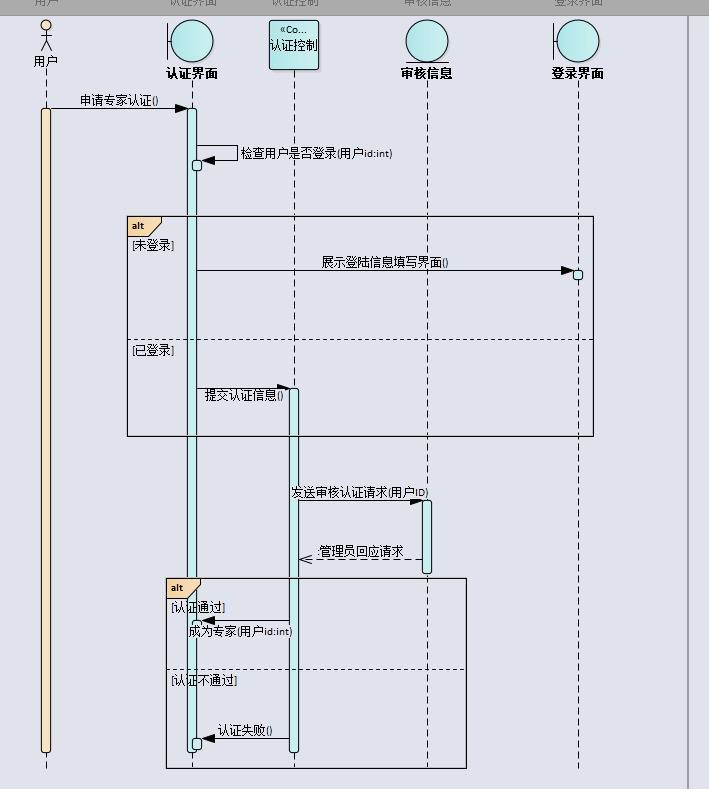 用户
认证界面
认证控制
审核信息
登录界面
«Co...
认证控制
用户
认证界面
审核信息
登录界面
申请专家认证()
检查用户是否登录(用户id:int)
alt
[未登录]
展示登陆信息填写界面()
[已登录]
提交认证信息()
发送审核认证请求(用户ID)
:管理员回应请求
alt
[认证通过]
成为专家(用户id:int)
[认证不通过]
认证失败()